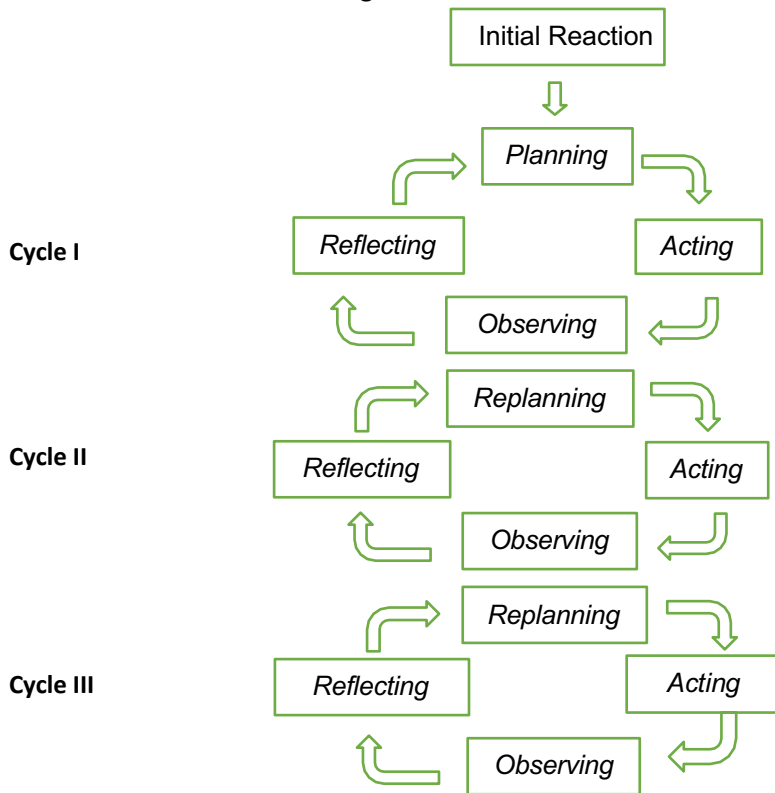 Initial Reaction
Planning
Cycle I
Reflecting
Acting
Observing
Replanning
Cycle II
Reflecting
Acting
Observing
Replanning
Cycle III
Reflecting
Acting
Observing